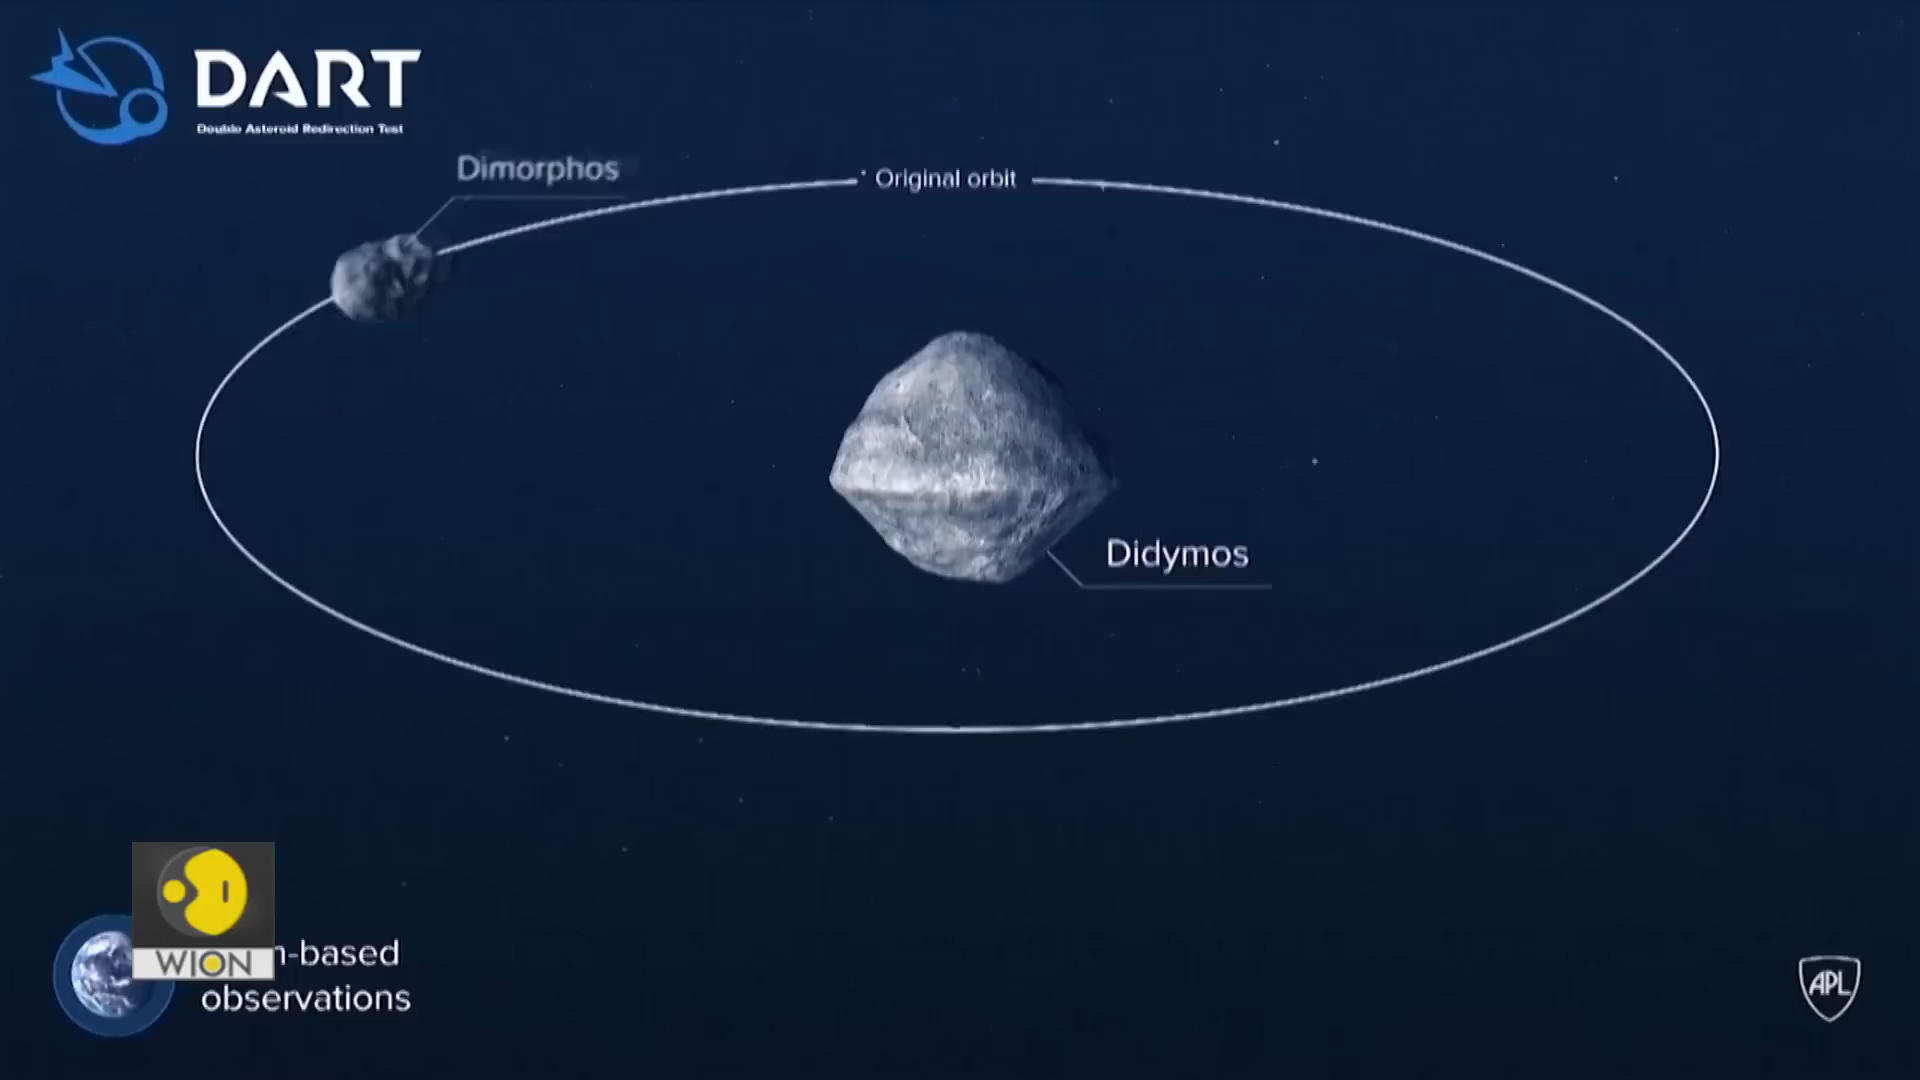 DART
Double Asteroid Redirection Test
Dimorphos
Original orbit
Didymos
WION
-based
observations
APL